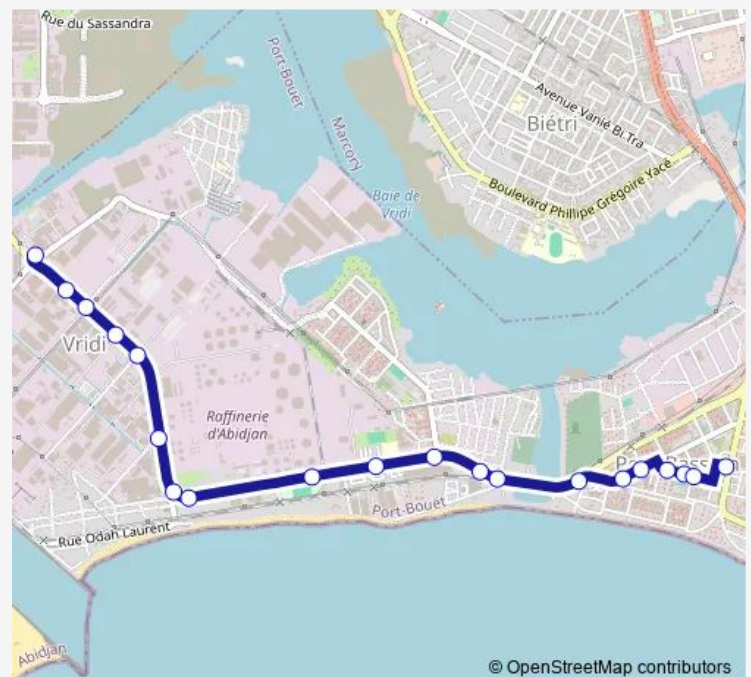 Rue du Sassandra
Port-Bouët
Marcory
Avenue Vanié Bi Tra
Biétri
Boulevard Phillipe Grégoire Yacé
Baie de
Vridi
Vridi
Raffinerie
d'Abidjan
Port-Bouët
Rue Odah Laurent
Abidjan
© OpenStreetMap contributors